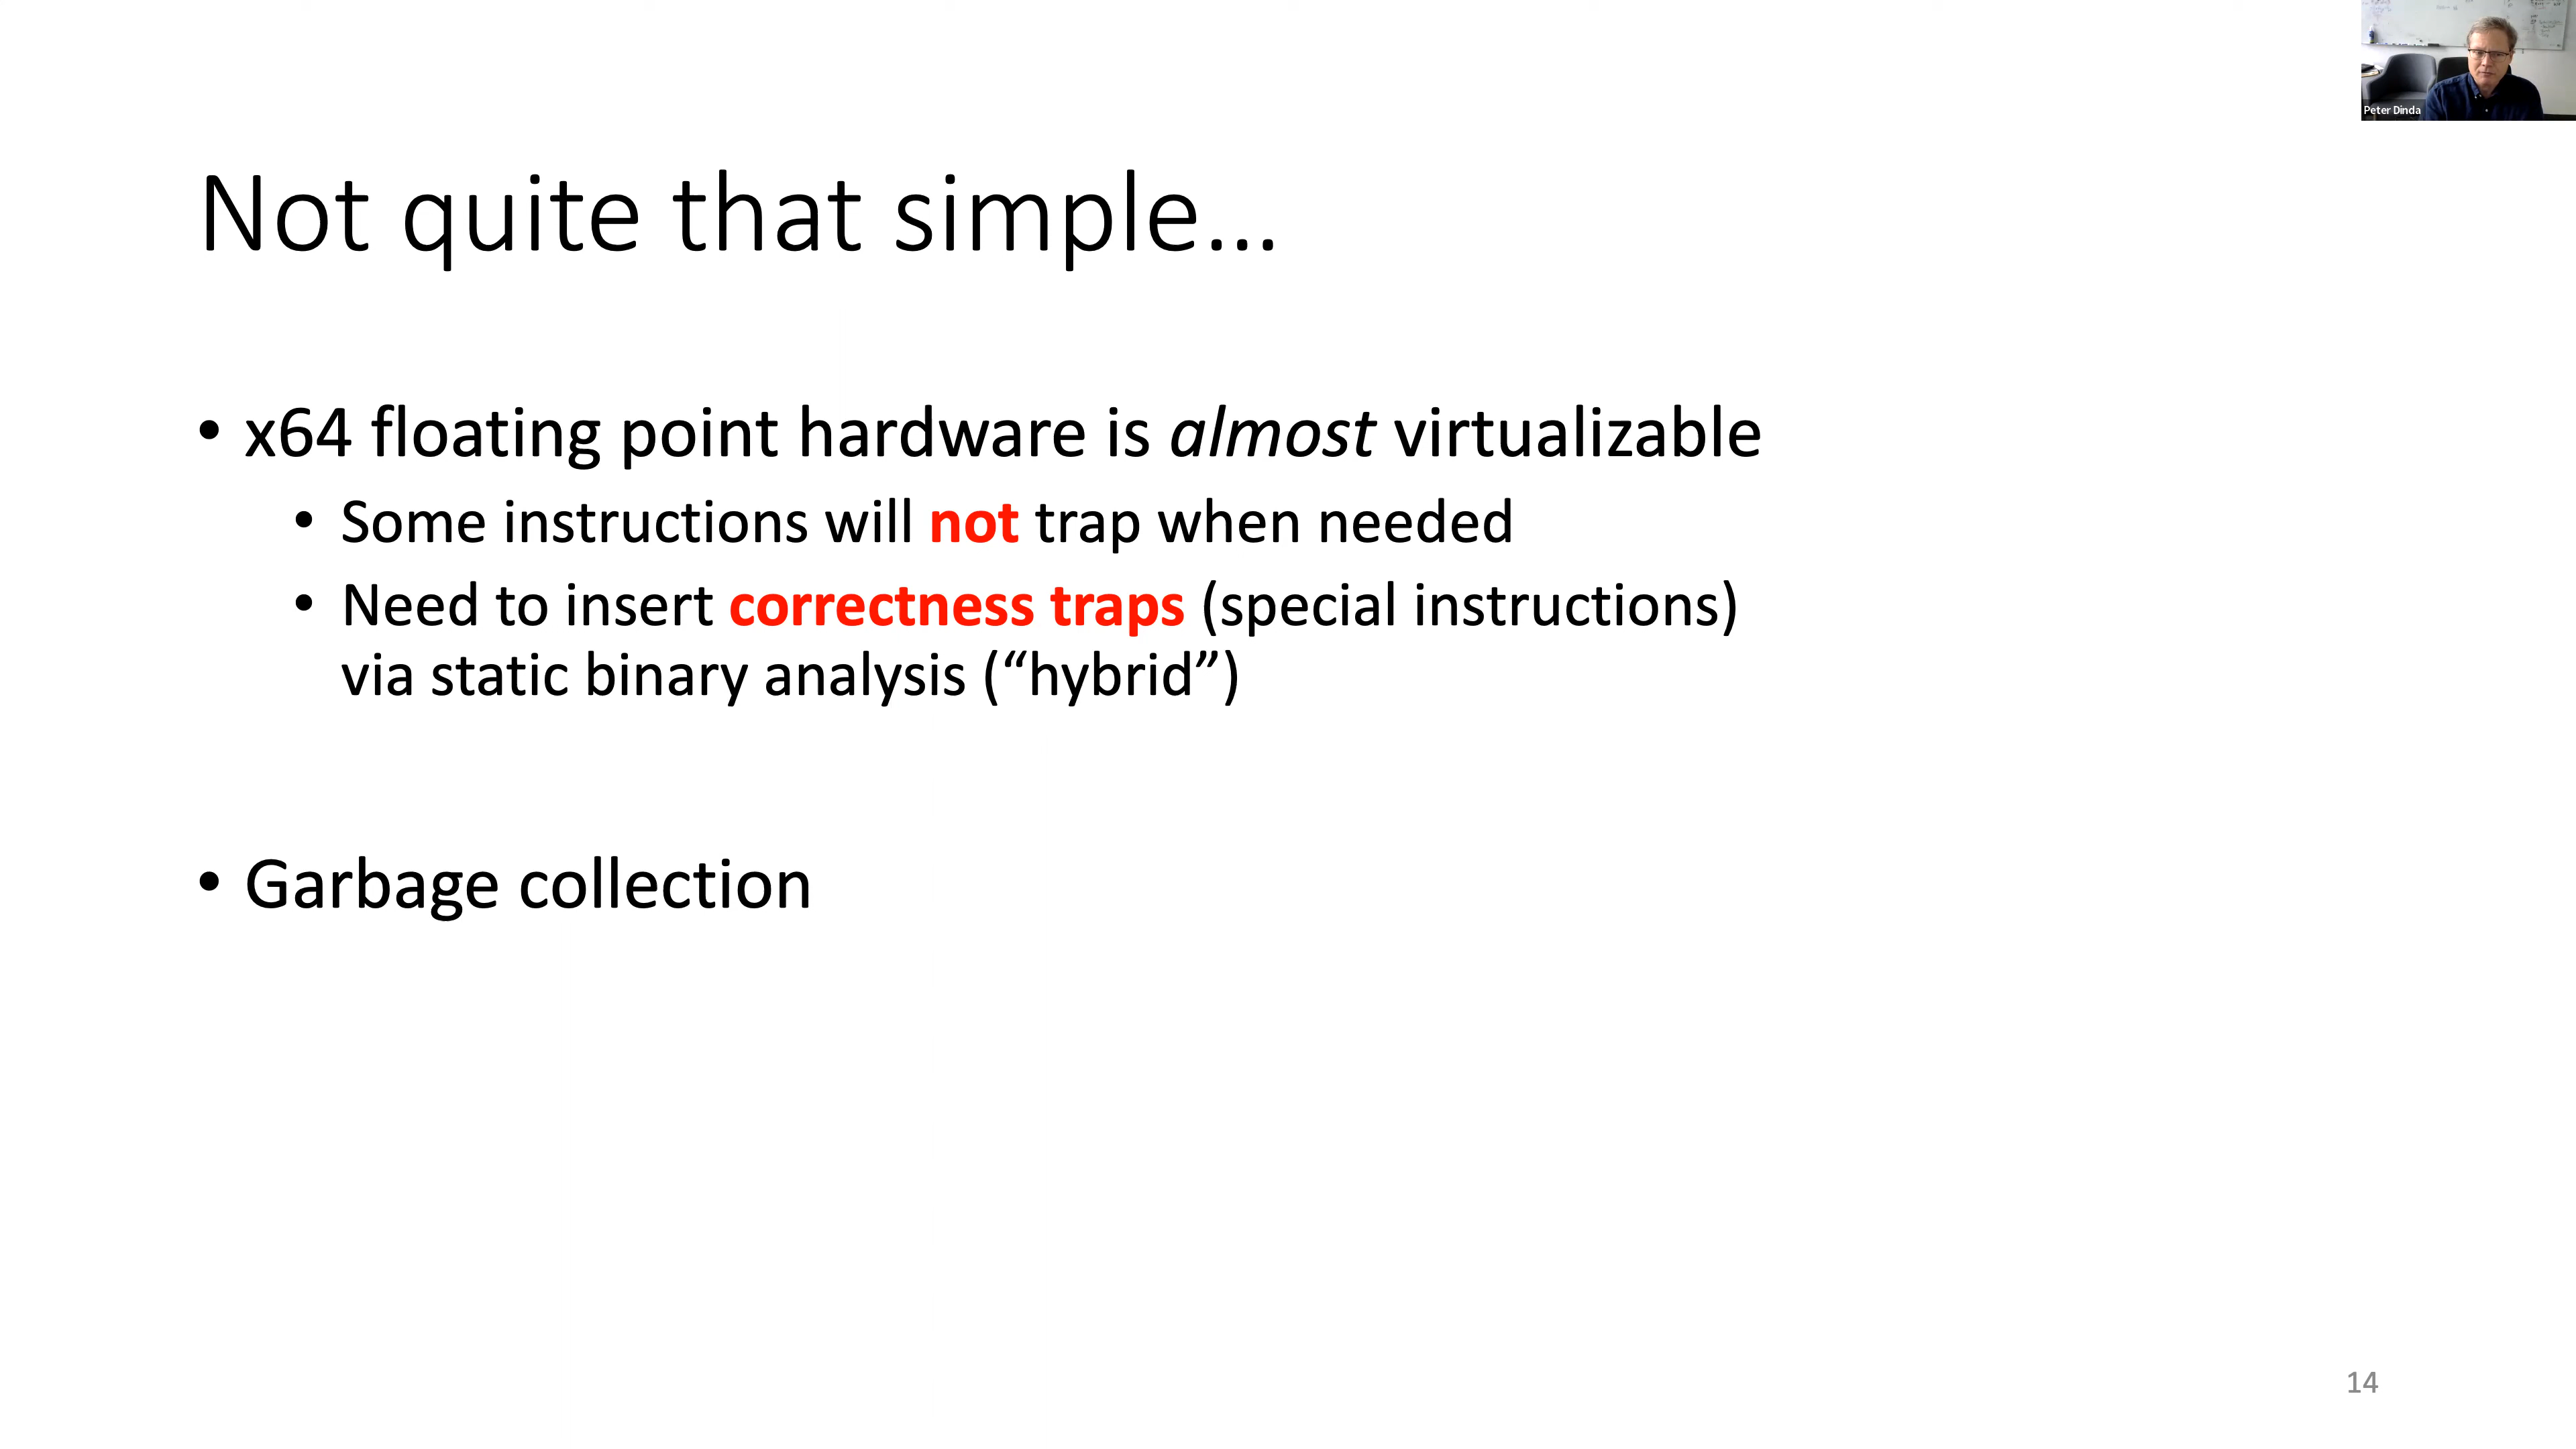 Peter Dinda
Not quite that simple…
• x64 floating point hardware is almost virtualizable
• Some instructions will not trap when needed
• Need to insert correctness traps (special instructions)
via static binary analysis (“hybrid”)
• Garbage collection
14